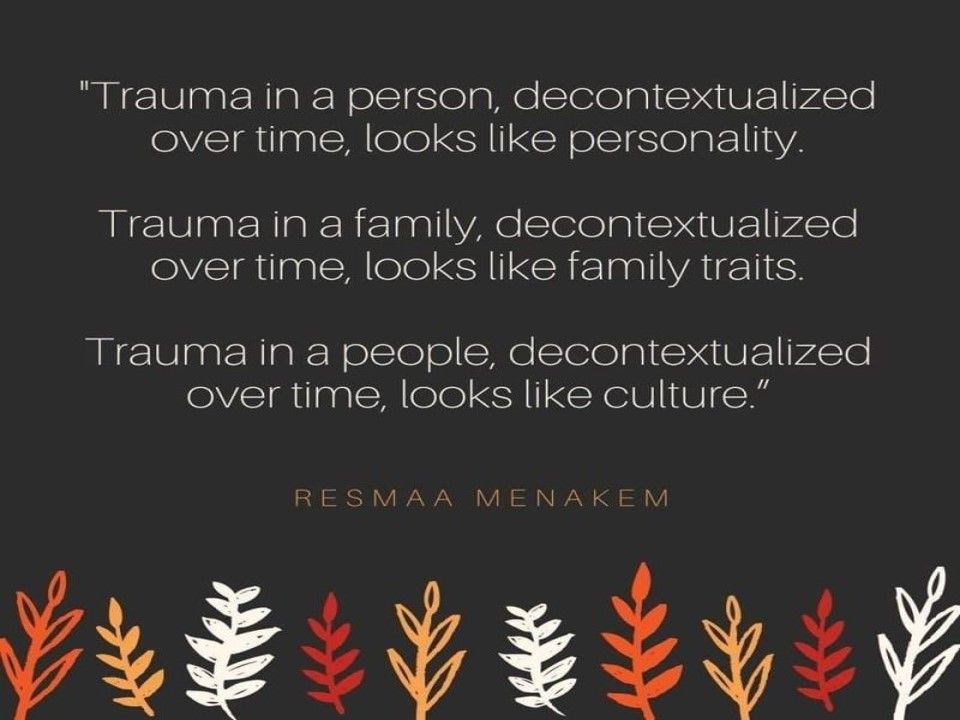 "Trauma in a person, decontextualized
over time, looks like personality.
Trauma in a family, decontextualized
over time, looks like family traits.
Trauma in a people, decontextualized
over time, looks like culture.”
RESMAA MENAKEM